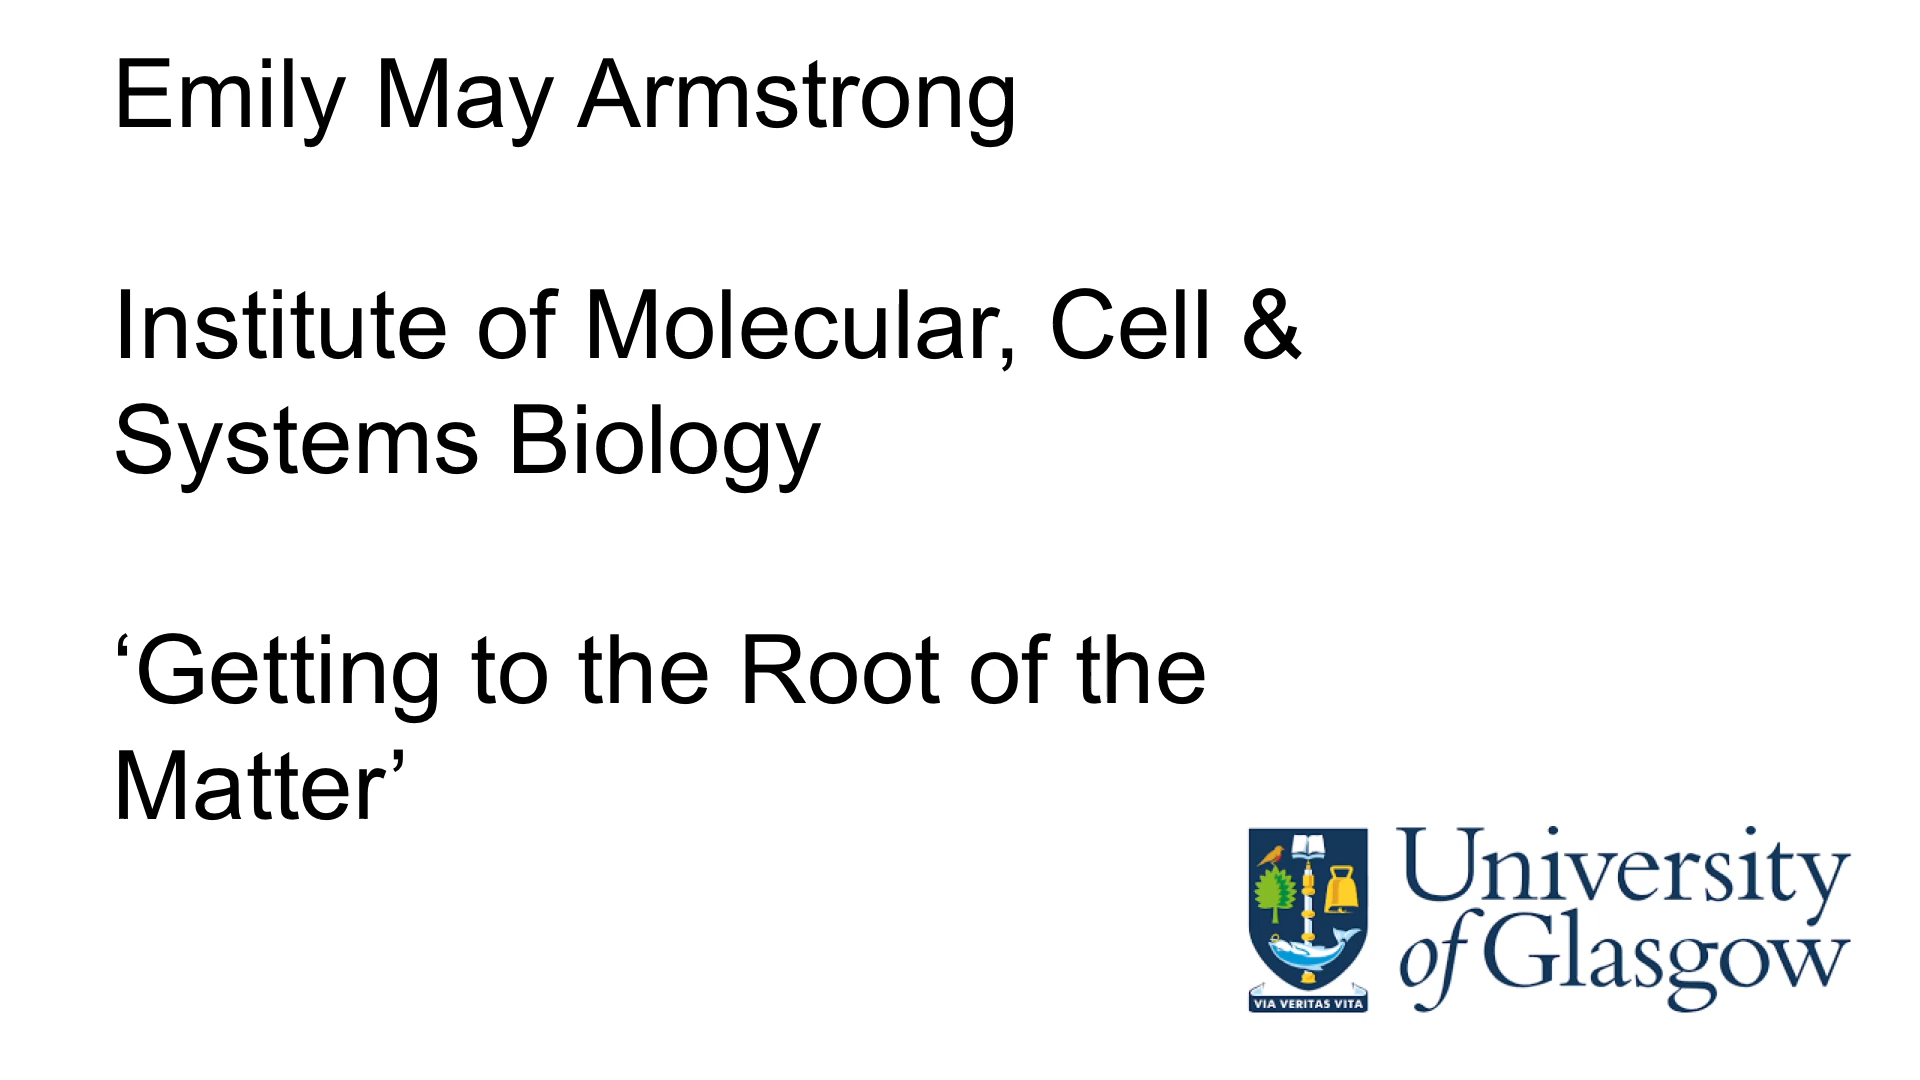 Emily May Armstrong
Institute of Molecular, Cell &
Systems Biology
‘Getting to the Root of the
Matter’
University
of Glasgow
VIA VERITAS VITA